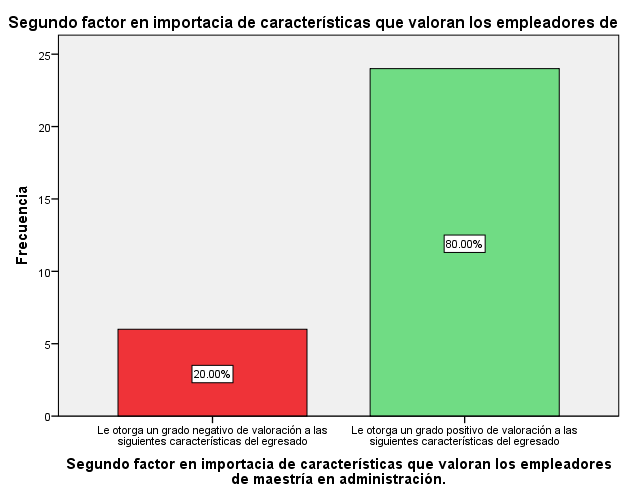 Segundo factor en importacia de características que valoran los empleadores de
25
20
15
10
5
0
Frecuencia
20.00%
80.00%
Le otorga un grado negativo de valoración a las
siguientes características del egresado
Le otorga un grado positivo de valoración a las
siguientes características del egresado
Segundo factor en importacia de características que valoran los empleadores
de maestría en administración.